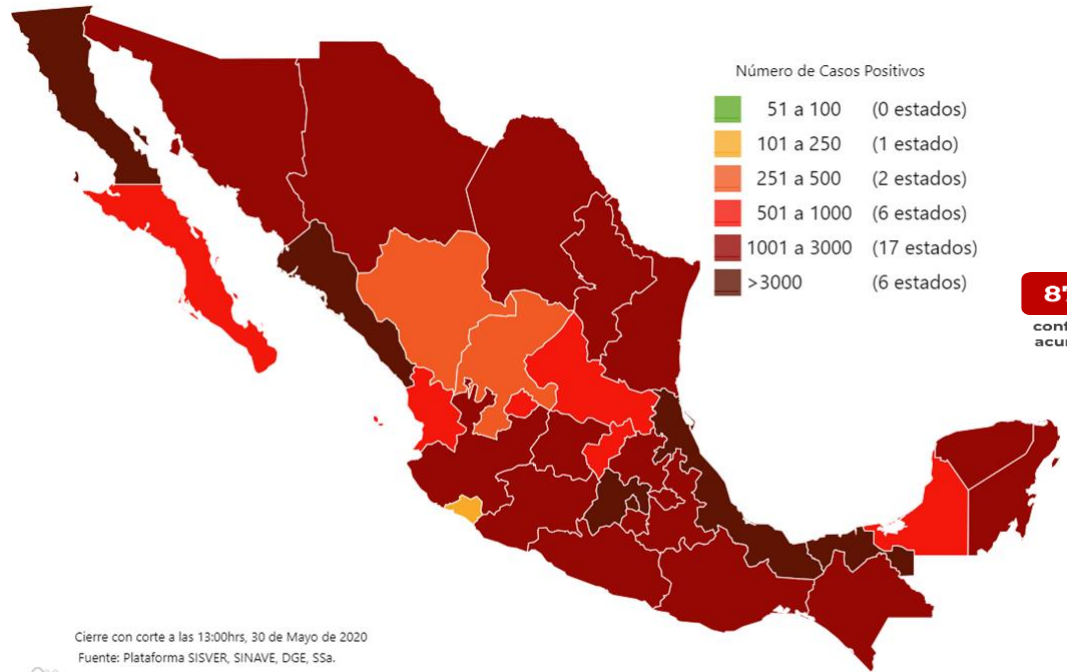 Número de Casos Positivos
51 a 100 (0 estados)
101 a 250 (1 estado)
251 a 500 (2 estados)
501 a 1000 (6 estados)
1001 a 3000 (17 estados)
>3000 (6 estados)
Cierre con corte a las 13:00hrs, 30 de Mayo de 2020
Fuente: Plataforma SISVER, SINAVE, DGE, SSa.